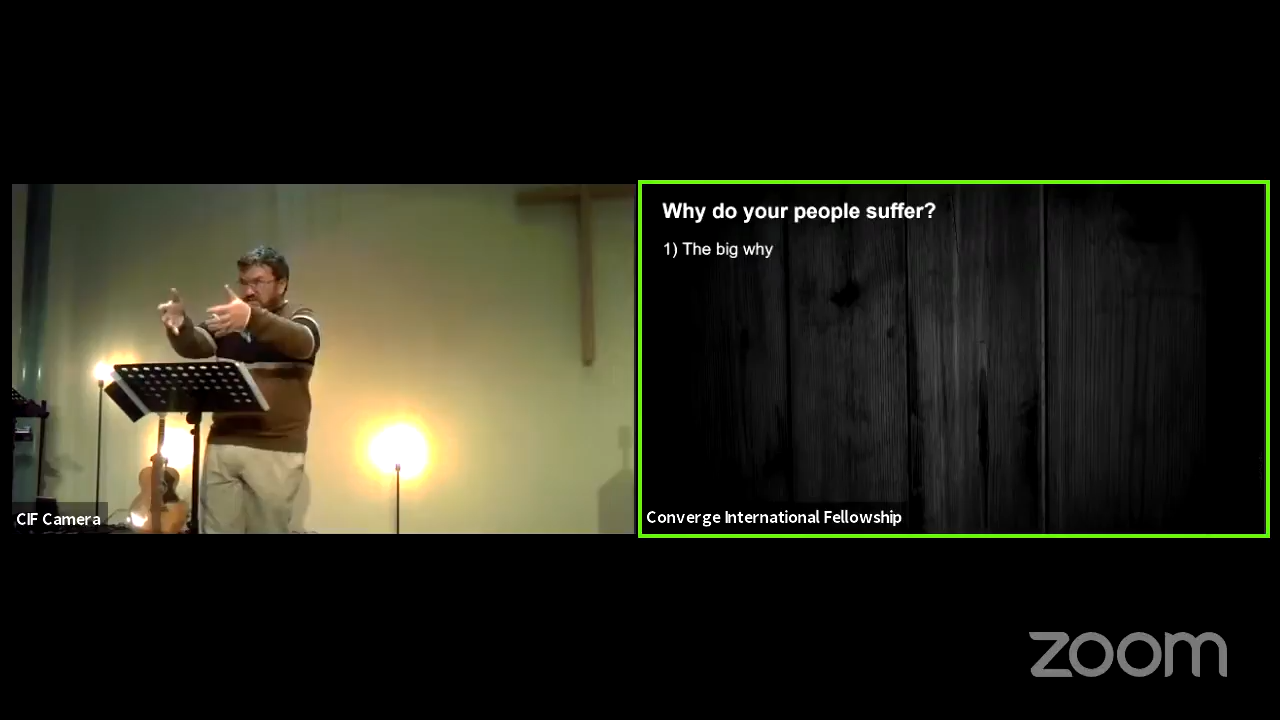 Why do your people suffer?
1) The big why
CIF Camera
Converge International Fellowship
zoom